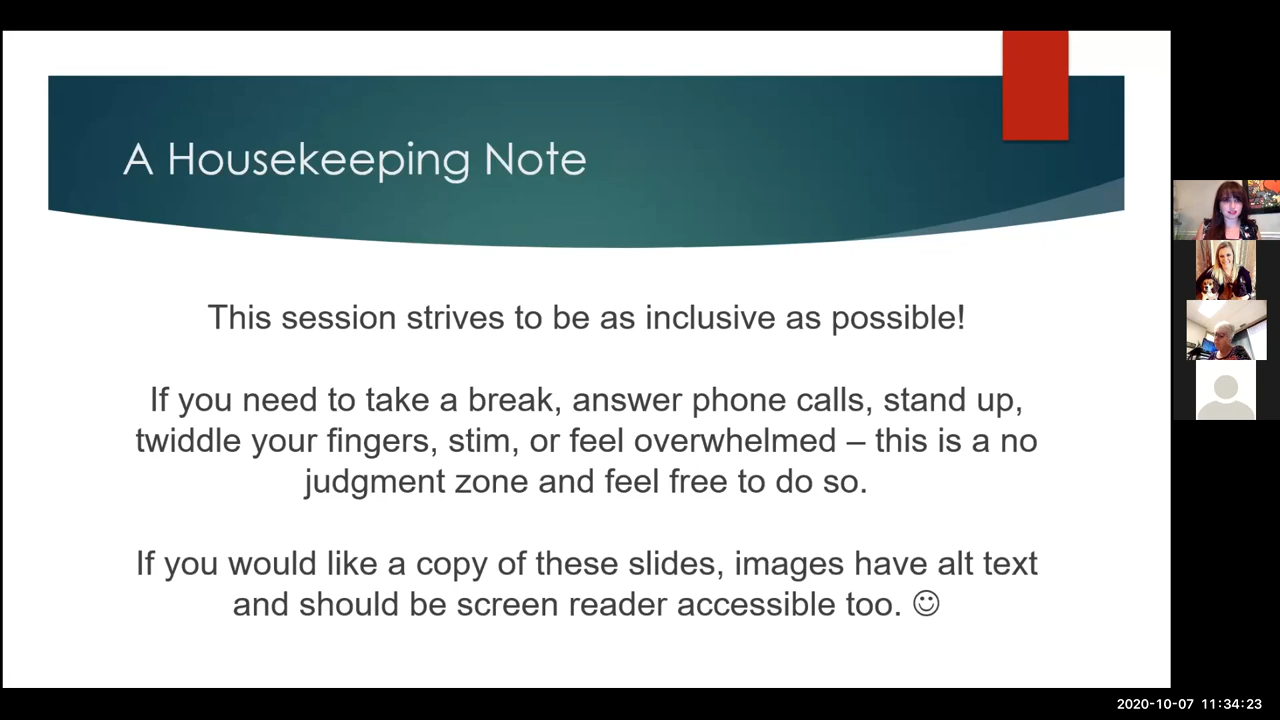 A Housekeeping Note
This session strives to be as inclusive as possible!
If you need to take a break, answer phone calls, stand up,
twiddle your fingers, stim, or feel overwhelmed – this is a no
judgment zone and feel free to do so.
If you would like a copy of these slides, images have alt text
and should be screen reader accessible too. ☺
2020-10-07 11:34:23